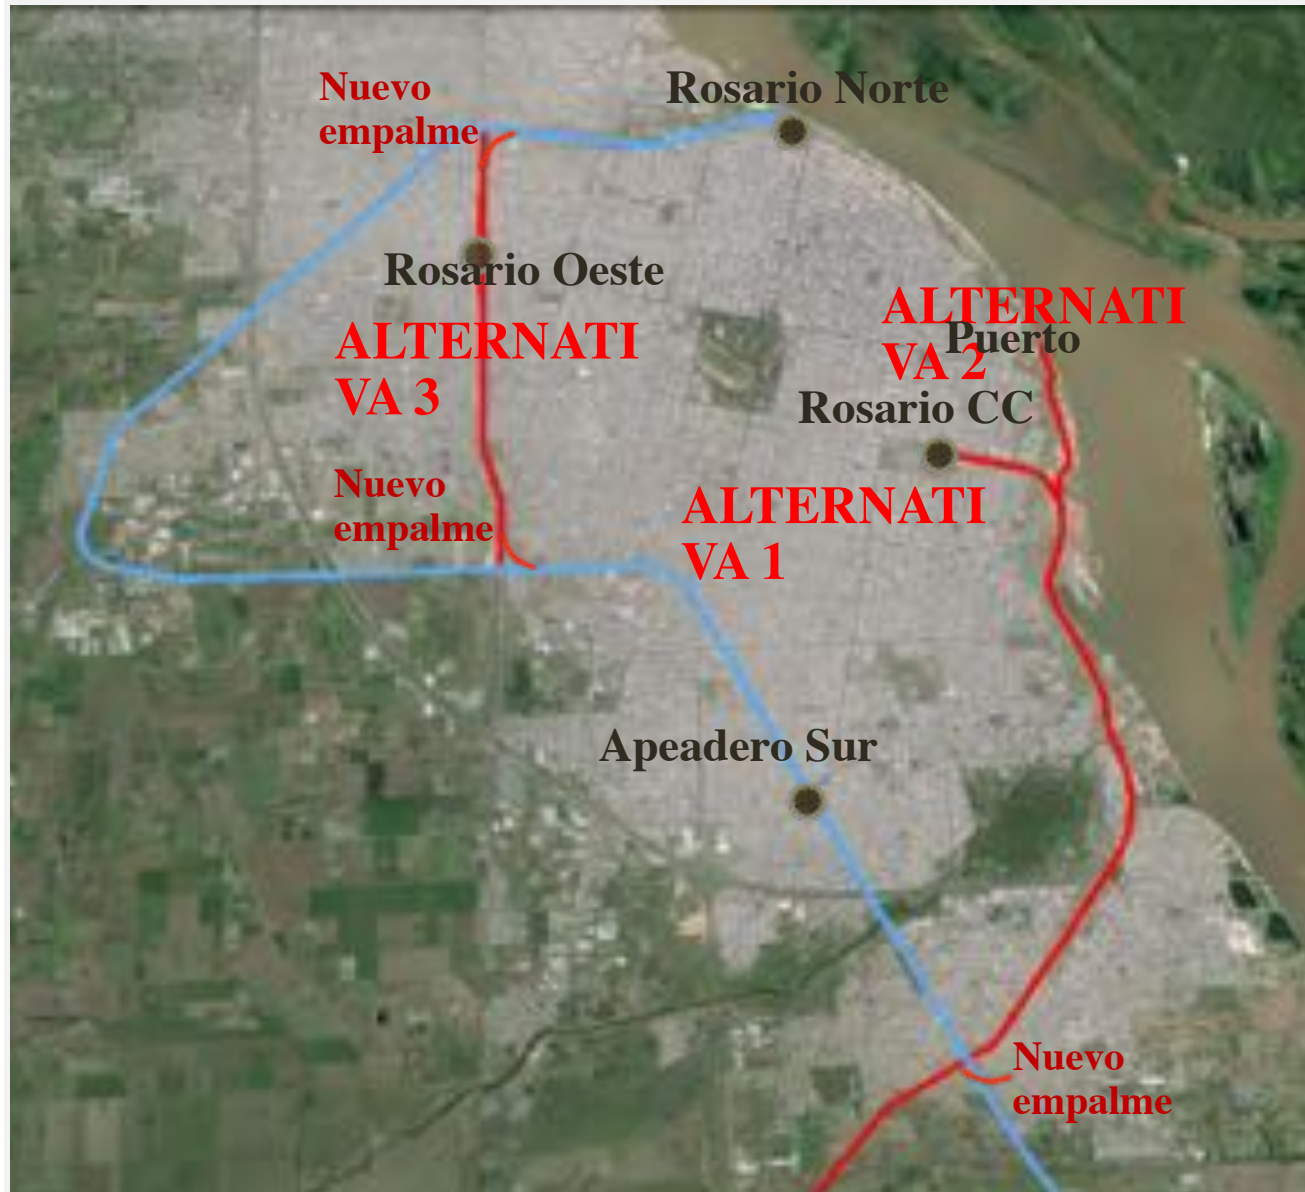 Nuevo
empalme
Rosario Norte
Rosario Oeste
ALTERNATI
VA 3
ALTERNATI
VA 2
Puerto
Rosario CC
Nuevo
empalme
ALTERNATI
VA 1
Apeadero Sur
Nuevo
empalme